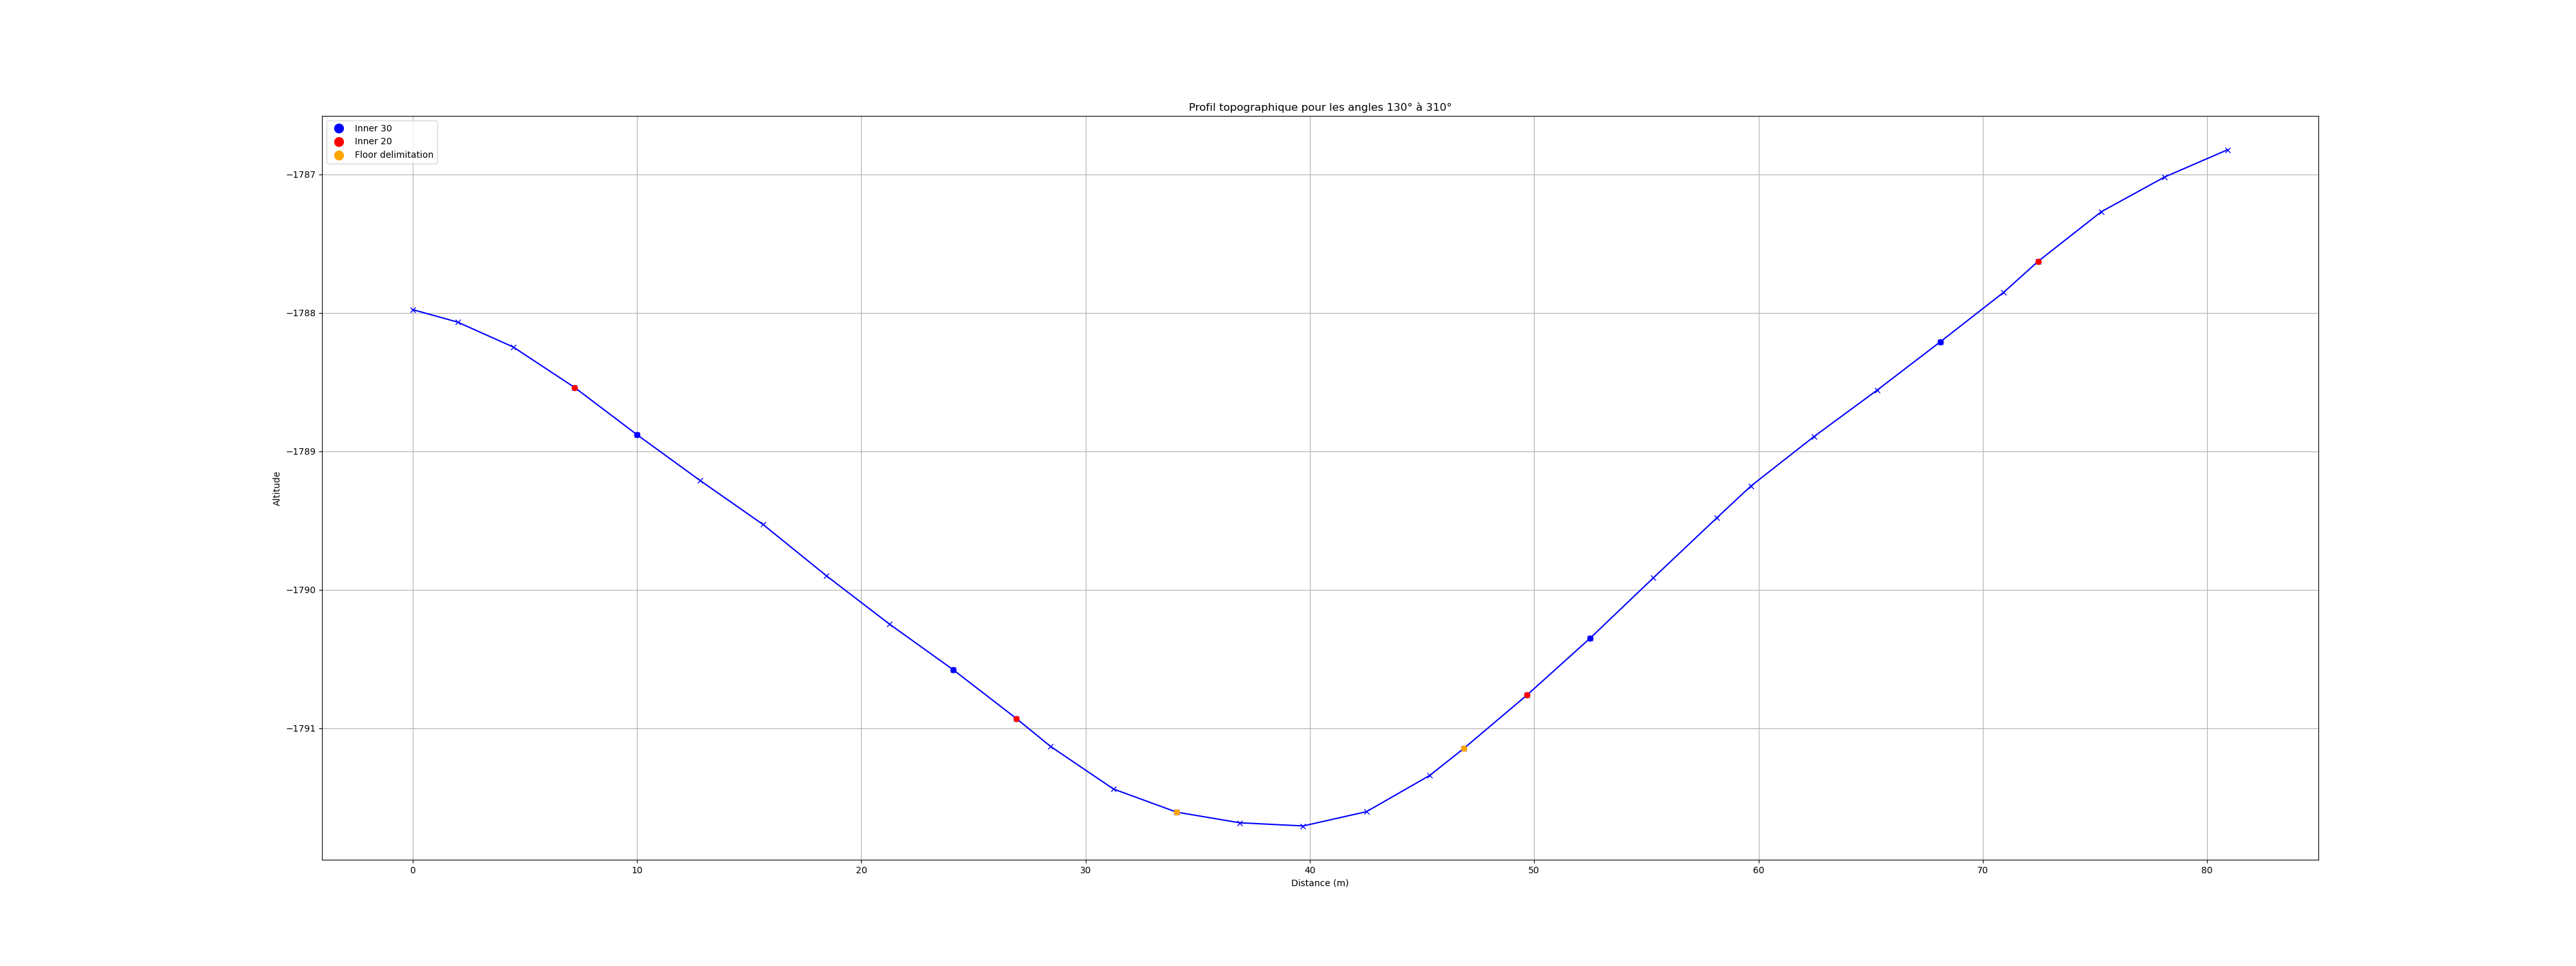 Profil topographique pour les angles 130° à 310°
Inner 30
Inner 20
Floor delimitation
−1787
−1788
−1789
−1790
−1791
Altitude
0 10 20 30 40 50 60 70 80
Distance (m)